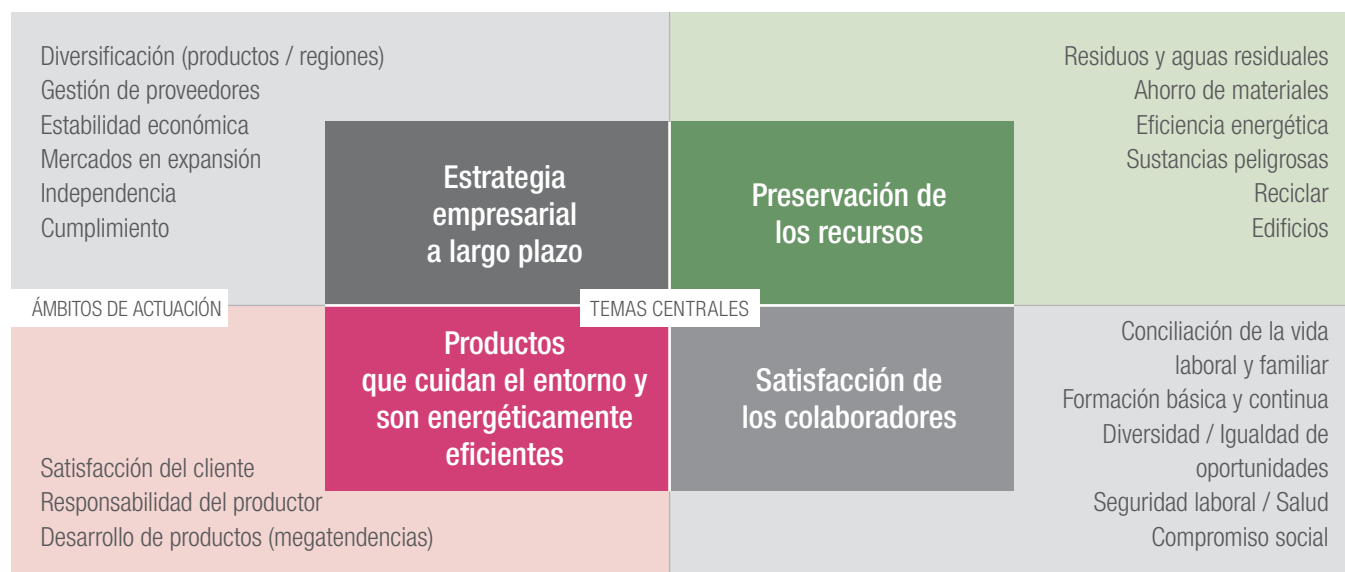 Diversificación (productos / regiones)
Gestión de proveedores
Estabilidad económica
Mercados en expansión
Independencia
Cumplimiento
Estrategia
empresarial
a largo plazo
Preservación de
los recursos
Residuos y aguas residuales
Ahorro de materiales
Eficiencia energética
Sustancias peligrosas
Reciclar
Edificios
ÁMBITOS DE ACTUACIÓN
TEMAS CENTRALES
Productos
que cuidan el entorno y
son energéticamente
eficientes
Satisfacción de
los colaboradores
Satisfacción del cliente
Responsabilidad del productor
Desarrollo de productos (megatendencias)
Conciliación de la vida
laboral y familiar
Formación básica y continua
Diversidad / Igualdad de
oportunidades
Seguridad laboral / Salud
Compromiso social